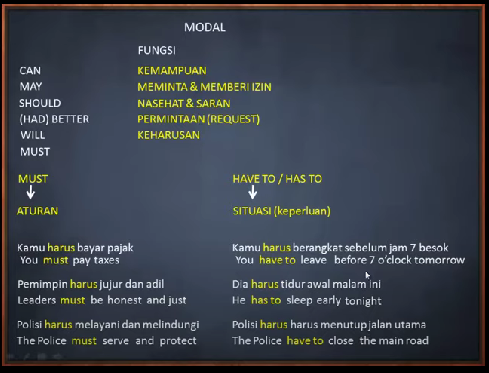 MODAL
FUNGSI
CAN KEMAMPUAN
MAY MEMINTA & MEMBERI IZIN
SHOULD NASEHAT & SARAN
(HAD) BETTER PERMINTAAN (REQUEST)
WILL KEHARUSAN
MUST
MUST HAVE TO / HAS TO
ATURAN SITUASI (keperluan)
Kamu harus bayar pajak Kamu harus berangkat sebelum jam 7 besok
You must pay taxes You have to leave before 7 o'clock tomorrow
Pemimpin harus jujur dan adil Dia harus tidur awal malam ini
Leaders must be honest and just He has to sleep early tonight
Polisi harus melayani dan melindungi Polisi harus harus menutup jalan utama
The Police must serve and protect The Police have to close the main road